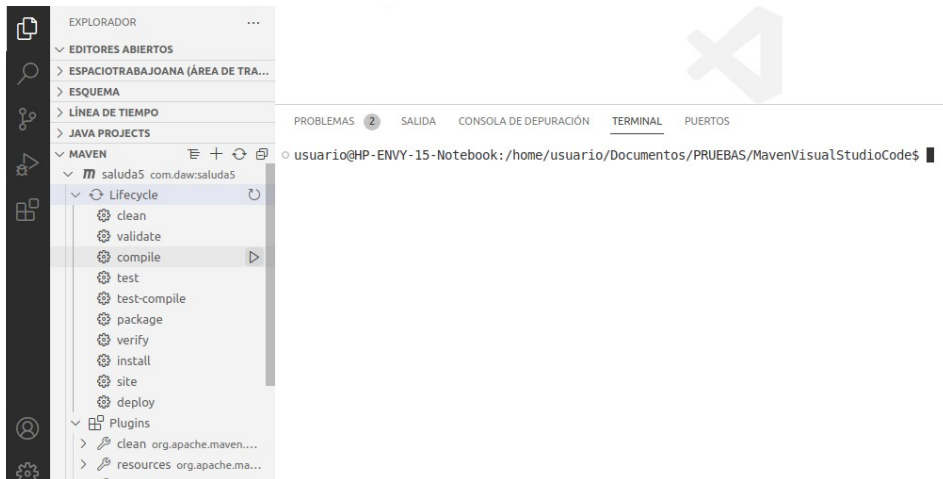 EXPLORADOR ...
EDITORES ABIERTOS
ESPACIOTRABAJOANA (ÁREA DE TRA...
ESQUEMA
LÍNEA DE TIEMPO
JAVA PROJECTS
MAVEN
m saluda5 com.daw:saluda5
Lifecycle
clean
validate
compile
test
test-compile
package
verify
install
site
deploy
Plugins
clean org.apache.maven....
resources org.apache.ma...
PROBLEMAS 2 SALIDA CONSOLA DE DEPURACIÓN TERMINAL PUERTOS
usuario@HP-ENVY-15-Notebook:/home/usuario/Documentos/PRUEBAS/MavenVisualStudioCode$